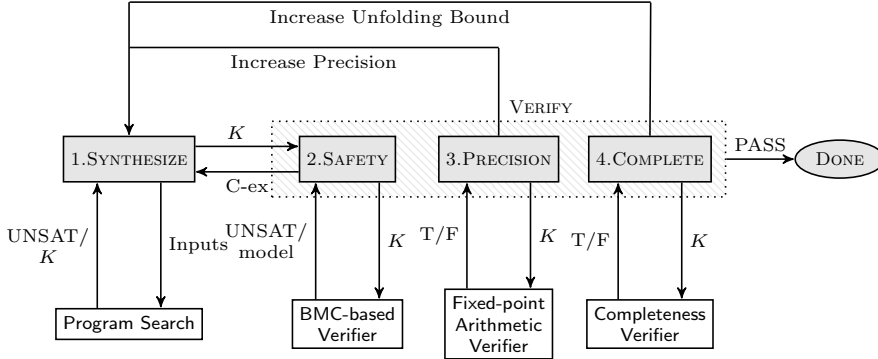 Increase Unfolding Bound
Increase Precision
VERIFY
K
1.SYNTHESIZE
2.SAFETY
3.PRECISION
4.COMPLETE
PASS
DONE
C-ex
UNSAT/
K
Inputs
UNSAT/
model
K
T/F
K
T/F
K
Program Search
BMC-based
Verifier
Fixed-point
Arithmetic
Verifier
Completeness
Verifier